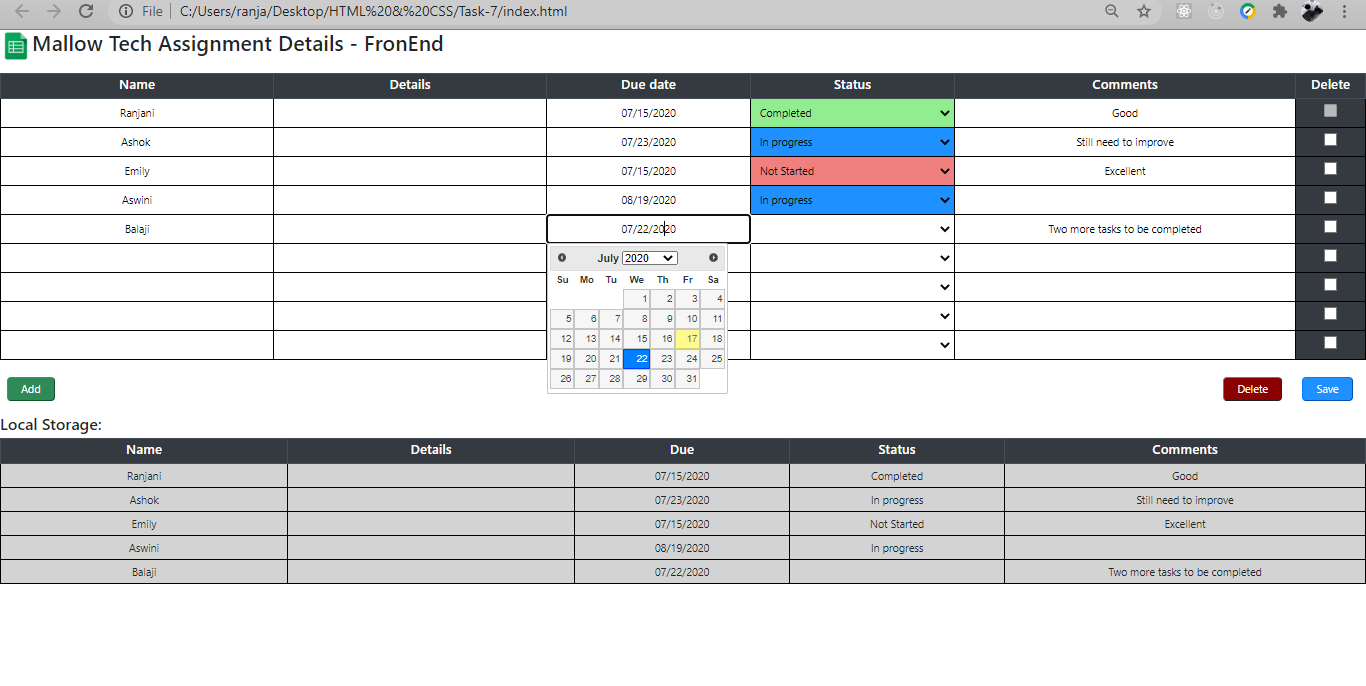 File C:/Users/ranja/Desktop/HTML%20&%20CSS/Task-7/index.html
Mallow Tech Assignment Details - FronEnd
Name Details Due date Status Comments Delete
Ranjani 07/15/2020 Completed Good
Ashok 07/23/2020 In progress Still need to improve
Emily 07/15/2020 Not Started Excellent
Aswini 08/19/2020 In progress
Balaji 07/22/2020 Two more tasks to be completed
July 2020
Su Mo Tu We Th Fr Sa
1 2 3 4
5 6 7 8 9 10 11
12 13 14 15 16 17 18
19 20 21 22 23 24 25
26 27 28 29 30 31
Add Delete Save
Local Storage:
Name Details Due Status Comments
Ranjani 07/15/2020 Completed Good
Ashok 07/23/2020 In progress Still need to improve
Emily 07/15/2020 Not Started Excellent
Aswini 08/19/2020 In progress
Balaji 07/22/2020 Two more tasks to be completed